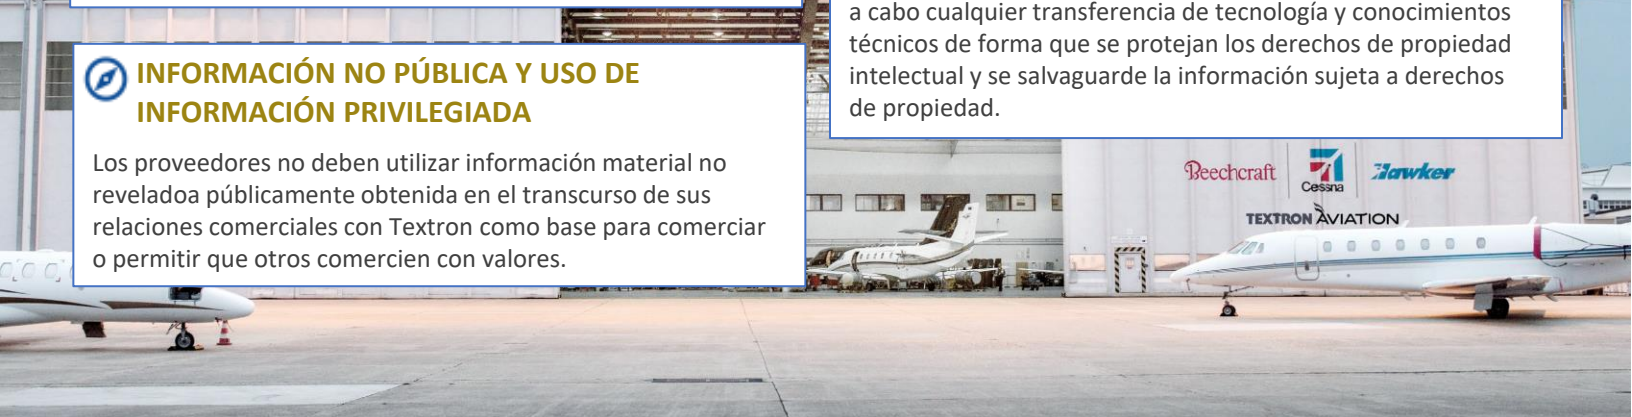 INFORMACIÓN NO PÚBLICA Y USO DE
INFORMACIÓN PRIVILEGIADA
Los proveedores no deben utilizar información material no
reveladoa públicamente obtenida en el transcurso de sus
relaciones comerciales con Textron como base para comerciar
o permitir que otros comercien con valores.
a cabo cualquier transferencia de tecnología y conocimientos
técnicos de forma que se protejan los derechos de propiedad
intelectual y se salvaguarde la información sujeta a derechos
de propiedad.
Beechcraft
Cessna
Hawker
TEXTRON AVIATION